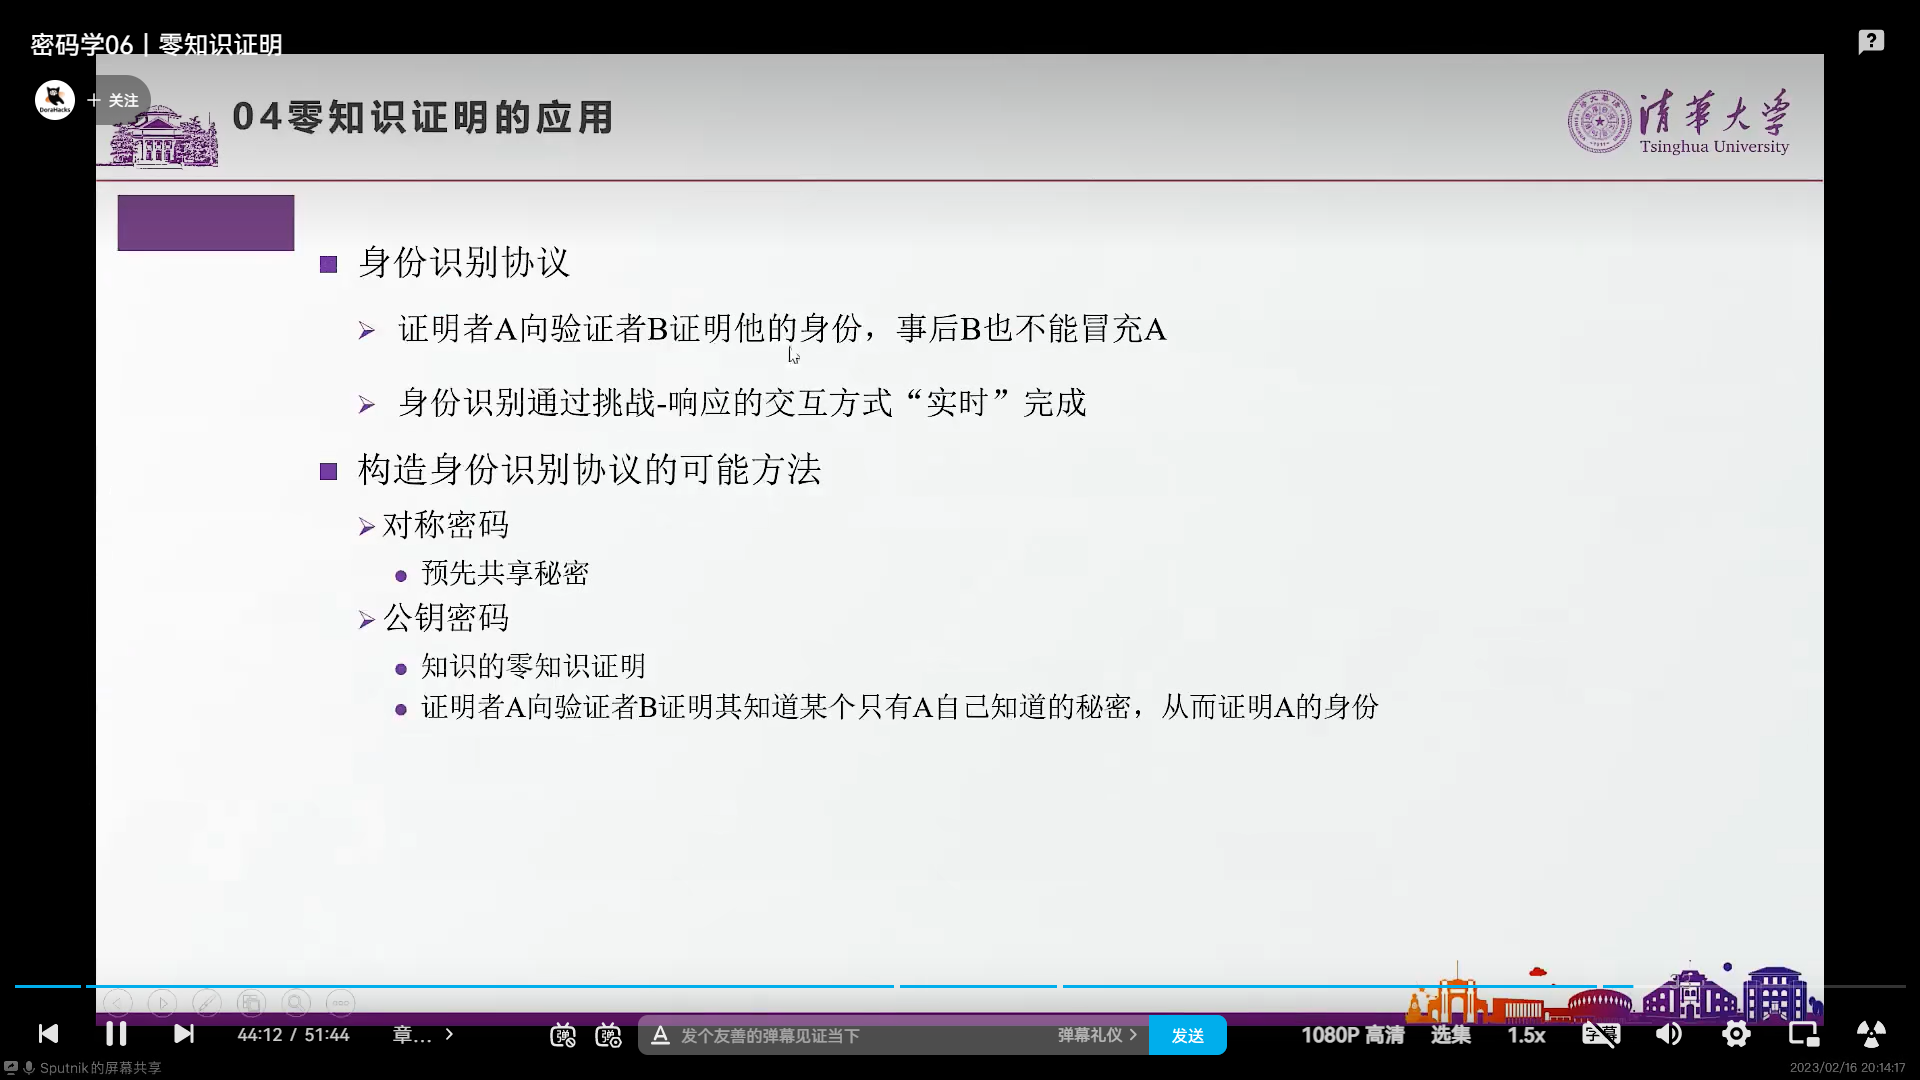 密码学06｜零知识证明
DoraHacks
+ 关注
04零知识证明的应用
清華大学
Tsinghua University
身份识别协议
证明者A向验证者B证明他的身份，事后B也不能冒充A
身份识别通过挑战-响应的交互方式“实时”完成
构造身份识别协议的可能方法
对称密码
预先共享秘密
公钥密码
知识的零知识证明
证明者A向验证者B证明其知道某个只有A自己知道的秘密，从而证明A的身份
44:12 / 51:44
章...
弹
弹
A 发个友善的弹幕见证当下
弹幕礼仪 >
发送
1080P 高清
选集
1.5x
字幕
Sputnik的屏幕共享
2023/02/16 20:14:17